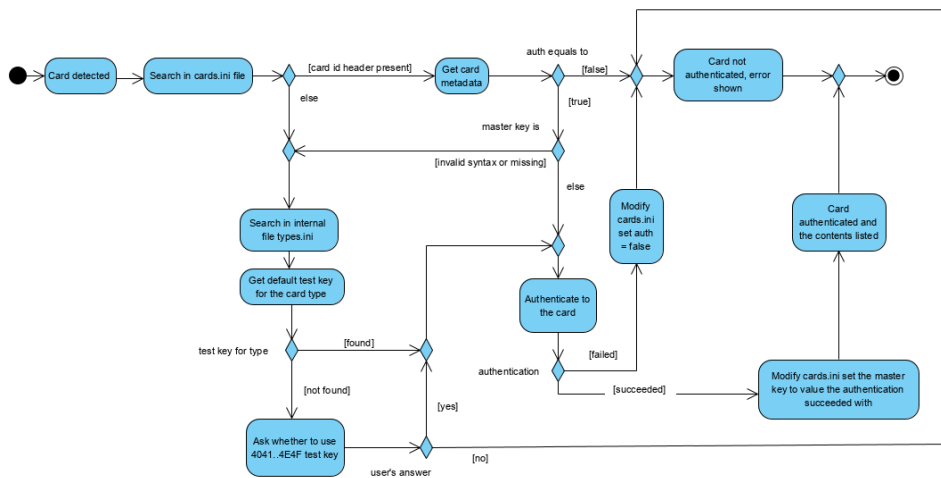 auth equals to
Card detected
Search in cards.ini file
[card id header present]
Get card
metadata
[false]
Card not
authenticated, error
shown
else
[true]
master key is
[invalid syntax or missing]
else
Search in internal
file types.ini
Modify
cards.ini
set auth
= false
Card
authenticated and
the contents listed
Get default test key
for the card type
Authenticate to
the card
test key for type
[found]
[failed]
authentication
[not found]
[succeeded]
Modify cards.ini set the master
key to value the authentication
succeeded with
[yes]
Ask whether to use
4041..4E4F test key
user's answer
[no]